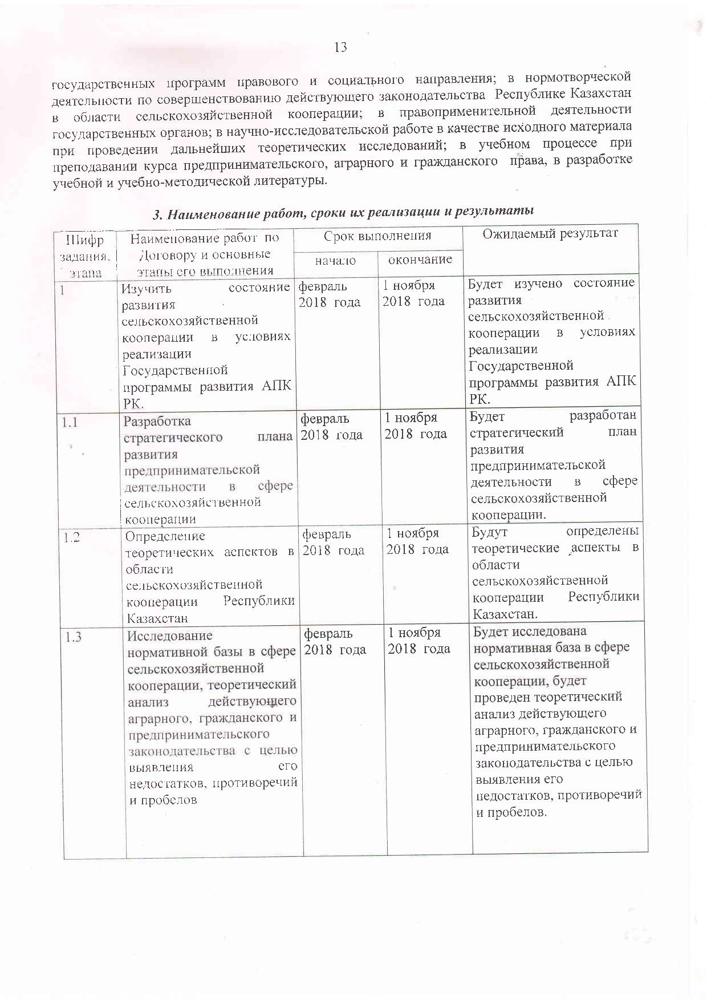 13
государственных программ правового и социального направления; в нормотворческой
деятельности по совершенствованию действующего законодательства Республике Казахстан
в области сельскохозяйственной кооперации; в правоприменительной деятельности
государственных органов; в научно-исследовательской работе в качестве исходного материала
при проведении дальнейших теоретических исследований; в учебном процессе при
преподавании курса предпринимательского, аграрного и гражданского права, в разработке
учебной и учебно-методической литературы.
3. Наименование работ, сроки их реализации и результаты
Шифр
задания,
этапа
Наименование работ по
Договору и основные
этапы его выполнения
Срок выполнения
начало
окончание
Ожидаемый результат
1
Изучить состояние
развития
сельскохозяйственной
кооперации в условиях
реализации
Государственной
программы развития АПК
РК.
февраль
2018 года
1 ноября
2018 года
Будет изучено состояние
развития
сельскохозяйственной
кооперации в условиях
реализации
Государственной
программы развития АПК
РК.
1.1
Разработка
стратегического плана
развития
предпринимательской
деятельности в сфере
сельскохозяйственной
кооперации
февраль
2018 года
1 ноября
2018 года
Будет разработан
стратегический план
развития
предпринимательской
деятельности в сфере
сельскохозяйственной
кооперации.
1.2
Определение
теоретических аспектов в
области
сельскохозяйственной
кооперации Республики
Казахстан
февраль
2018 года
1 ноября
2018 года
Будут определены
теоретические аспекты в
области
сельскохозяйственной
кооперации Республики
Казахстан.
1.3
Исследование
нормативной базы в сфере
сельскохозяйственной
кооперации, теоретический
анализ действующего
аграрного, гражданского и
предпринимательского
законодательства с целью
выявления его
недостатков, противоречий
и пробелов
февраль
2018 года
1 ноября
2018 года
Будет исследована
нормативная база в сфере
сельскохозяйственной
кооперации, будет
проведен теоретический
анализ действующего
аграрного, гражданского и
предпринимательского
законодательства с целью
выявления его
недостатков, противоречий
и пробелов.